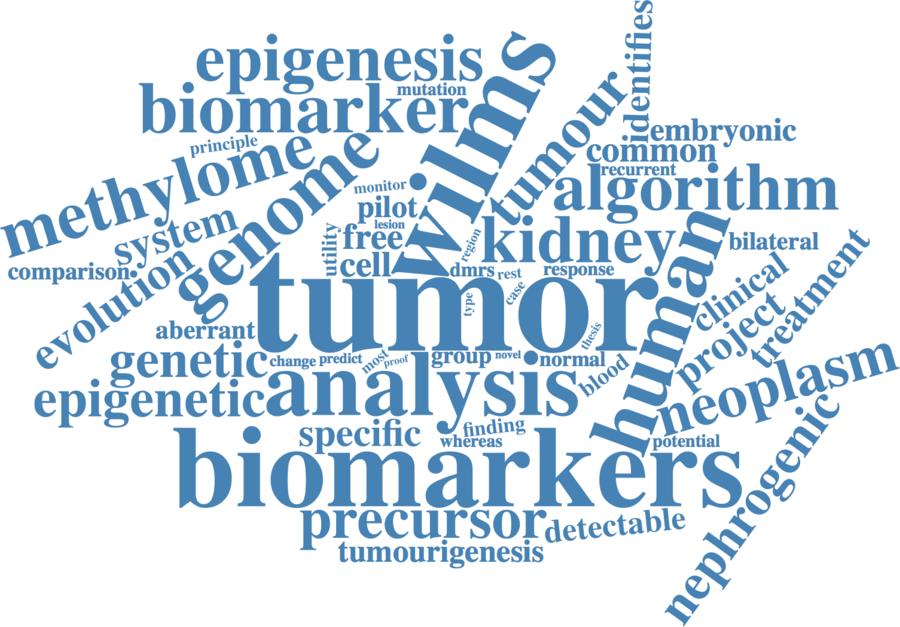 identifies
epigenesis
wilms
mutation
biomarker
tumour
embryonic
principle
common
methylome
genome
recurrent
monitor
algorithm
pilot
lesion
system
utility
free
region
kidney
human
bilateral
comparison
cell
dmrs
rest
response
evolution
tumor
type
case
clinical
treatment
aberrant
thesis
project
genetic
change
predict
most
proof
group
novel
normal
blood
neoplasm
epigenetic
analysis
specific
finding
whereas
potential
nephrogenic
biomarkers
precursor
detectable
tumourigenesis